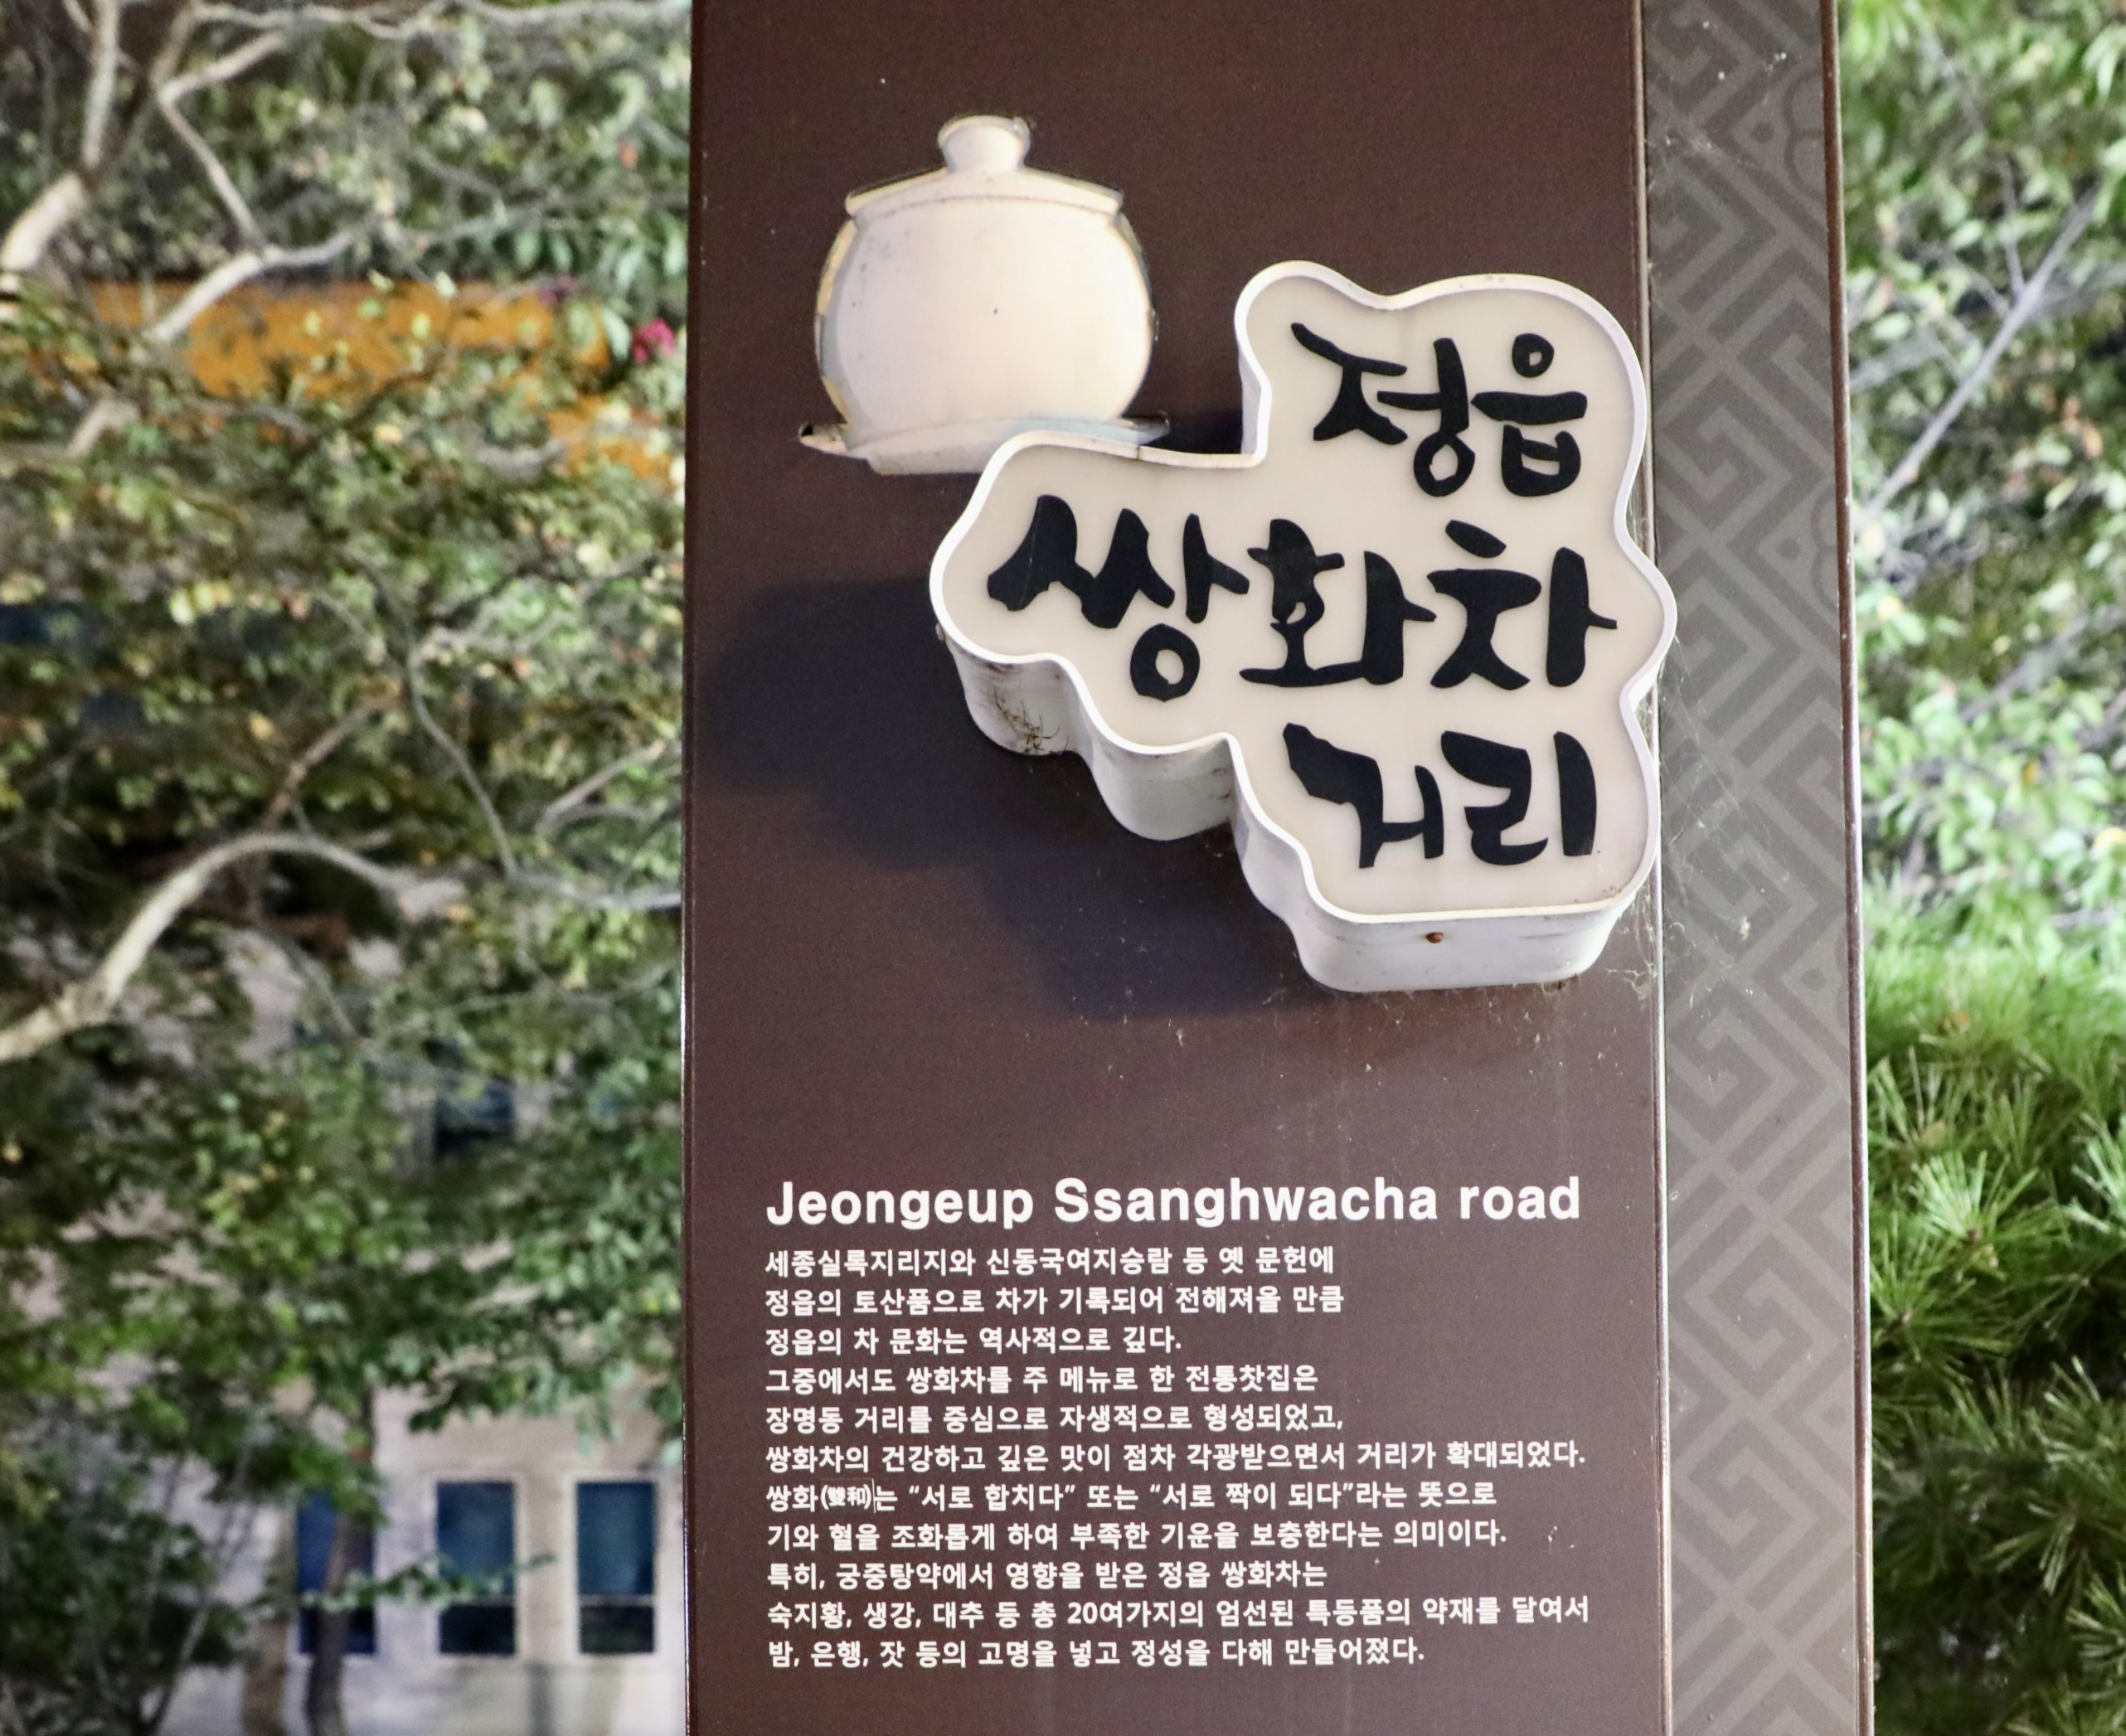 정읍
쌍화차
거리
Jeongeup Ssanghwacha road
세종실록지리지와 신동국여지승람 등 옛 문헌에
정읍의 토산품으로 차가 기록되어 전해져올 만큼
정읍의 차 문화는 역사적으로 깊다.
그중에서도 쌍화차를 주 메뉴로 한 전통찻집은
장명동 거리를 중심으로 자생적으로 형성되었고,
쌍화차의 건강하고 깊은 맛이 점차 각광받으면서 거리가 확대되었다.
쌍화(雙和)는 “서로 합치다” 또는 “서로 짝이 되다”라는 뜻으로
기와 혈을 조화롭게 하여 부족한 기운을 보충한다는 의미이다.
특히, 궁중탕약에서 영향을 받은 정읍 쌍화차는
숙지황, 생강, 대추 등 총 20여가지의 엄선된 특등품의 약재를 달여서
밤, 은행, 잣 등의 고명을 넣고 정성을 다해 만들어졌다.